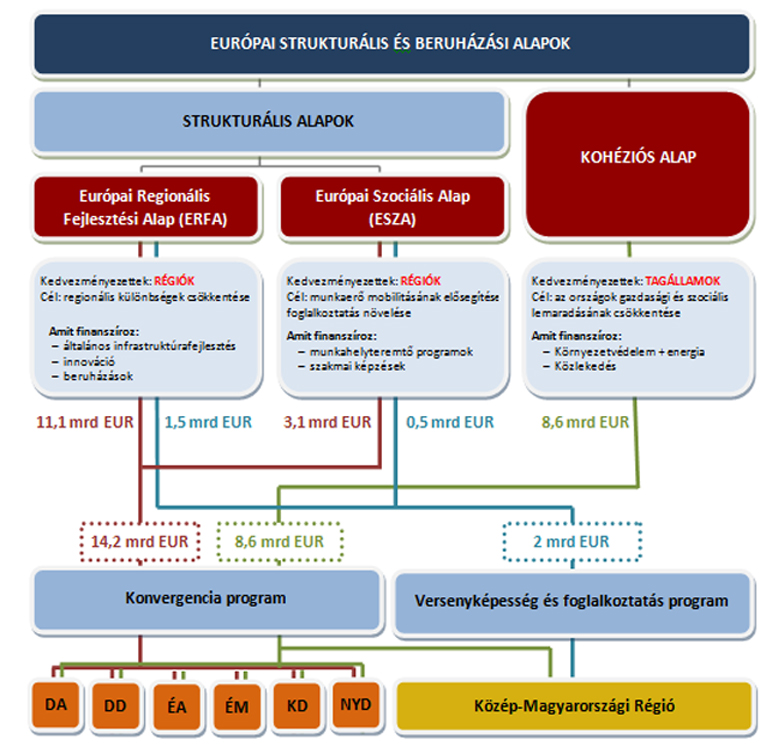 EURÓPAI STRUKTURÁLIS ÉS BERUHÁZÁSI ALAPOK
STRUKTURÁLIS ALAPOK
KOHÉZIÓS ALAP
Európai Regionális
Fejlesztési Alap (ERFA)
Európai Szociális Alap
(ESZA)
Kedvezményezettek: RÉGIÓK
Cél: regionális különbségek csökkentése
Amit finanszíroz:
– általános infrastruktúrafejlesztés
– innováció
– beruházások
Kedvezményezettek: RÉGIÓK
Cél: munkaerő mobilitásának elősegítése
foglalkoztatás növelése
Amit finanszíroz:
– munkahelyteremtő programok
– szakmai képzések
Kedvezményezettek: TAGÁLLAMOK
Cél: az országok gazdasági és szociális
lemaradásának csökkentése
Amit finanszíroz:
– Környezetvédelem + energia
– Közlekedés
11,1 mrd EUR
1,5 mrd EUR
3,1 mrd EUR
0,5 mrd EUR
8,6 mrd EUR
14,2 mrd EUR
8,6 mrd EUR
2 mrd EUR
Konvergencia program
Versenyképesség és foglalkoztatás program
DA
DD
ÉA
ÉM
KD
NYD
Közép-Magyarországi Régió